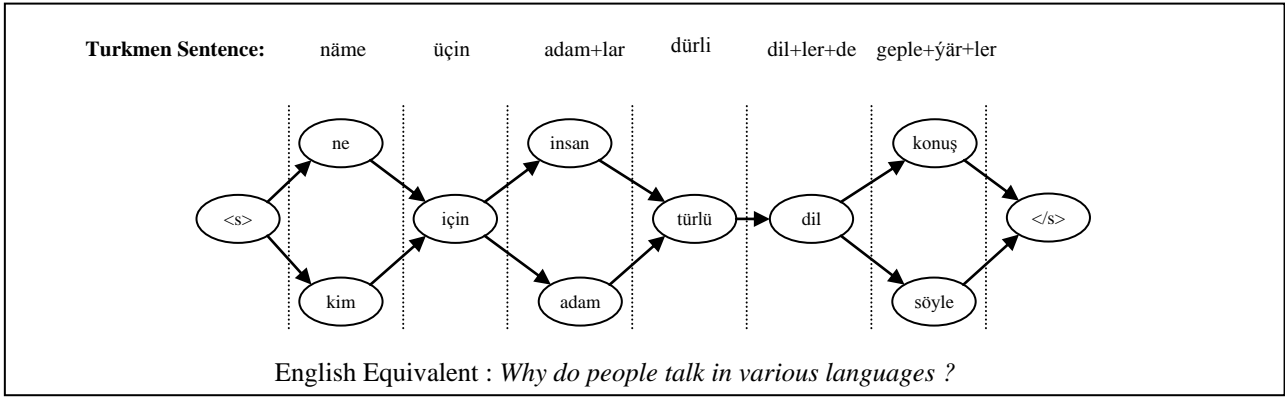 Turkmen Sentence: näme üçin adam+lar dürli dil+ler+de geple+ýär+ler
ne insan konuş
<s> için türlü dil </s>
kim adam söyle
English Equivalent : Why do people talk in various languages ?